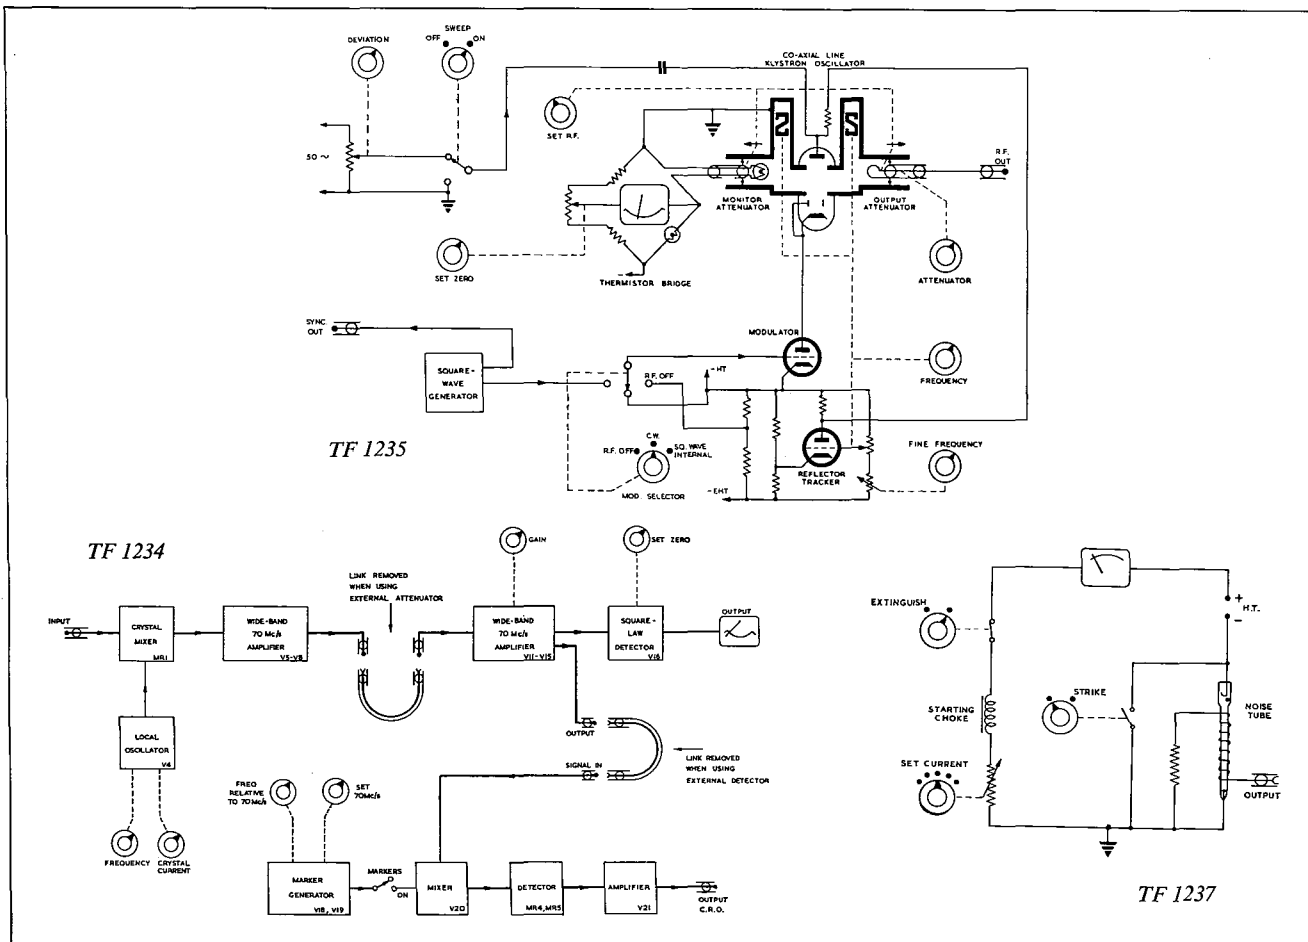 DEVIATION
SWEEP
OFF
ON
50 ~
SET R.F.
CO-AXIAL LINE
KLYSTRON OSCILLATOR
R.F.
OUT
MONITOR
ATTENUATOR
OUTPUT
ATTENUATOR
SET ZERO
THERMISTOR BRIDGE
ATTENUATOR
SYNC
OUT
MODULATOR
SQUARE-
WAVE
GENERATOR
R.F. OFF
-HT
FREQUENCY
TF 1235
C.W.
R.F. OFF
SQ. WAVE
INTERNAL
MOD. SELECTOR
REFLECTOR
TRACKER
FINE FREQUENCY
-EHT
TF 1234
GAIN
SET ZERO
LINK REMOVED
WHEN USING
EXTERNAL ATTENUATOR
INPUT
CRYSTAL
MIXER
MR1
WIDE-BAND
70 Mc/s
AMPLIFIER
V5-V8
WIDE-BAND
70 Mc/s
AMPLIFIER
V11-V15
SQUARE-
LAW
DETECTOR
V16
OUTPUT
LOCAL
OSCILLATOR
V4
OUTPUT
SIGNAL IN
LINK REMOVED
WHEN USING
EXTERNAL DETECTOR
FREQ.
RELATIVE
TO 70Mc/s
SET
70Mc/s
FREQUENCY
CRYSTAL
CURRENT
MARKER
GENERATOR
V18, V19
MARKERS
ON
MIXER
V20
DETECTOR
MR4, MR5
AMPLIFIER
V21
OUTPUT
C.R.O.
EXTINGUISH
+
H.T.
-
STARTING
CHOKE
STRIKE
NOISE
TUBE
SET CURRENT
OUTPUT
TF 1237